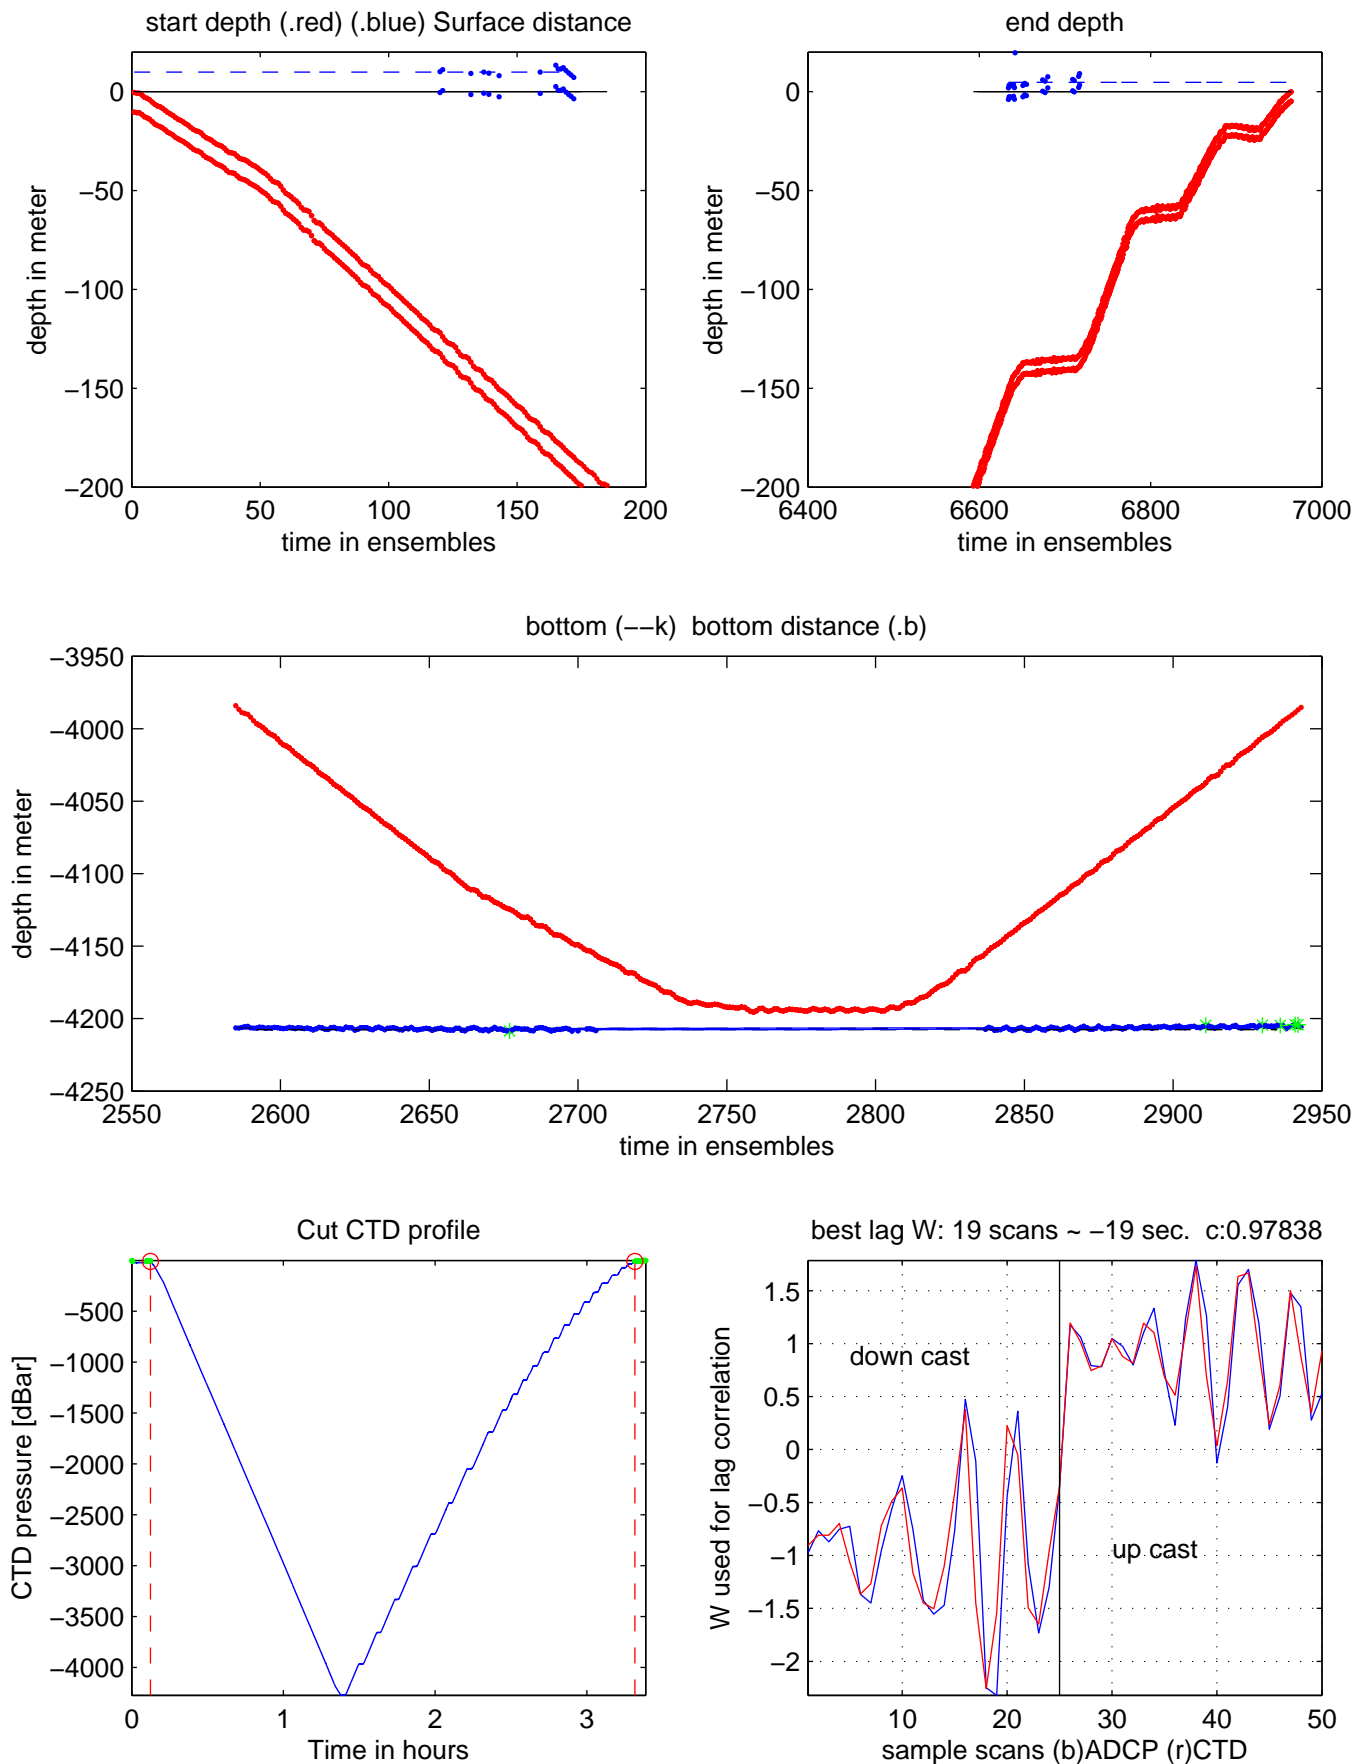 start depth (.red) (.blue) Surface distance
0
−50
−100
−150
−200
depth in meter
0 50 100 150 200
time in ensembles
end depth
0
−50
−100
−150
−200
depth in meter
6400 6600 6800 7000
time in ensembles
bottom (−−k)  bottom distance (.b)
−3950
−4000
−4050
−4100
−4150
−4200
−4250
depth in meter
2550 2600 2650 2700 2750 2800 2850 2900 2950
time in ensembles
Cut CTD profile
−500
−1000
−1500
−2000
−2500
−3000
−3500
−4000
CTD pressure [dBar]
0 1 2 3
Time in hours
best lag W: 19 scans ~ −19 sec.  c:0.97838
1.5
1
0.5
0
−0.5
−1
−1.5
−2
W used for lag correlation
down cast
up cast
10 20 30 40 50
sample scans (b)ADCP (r)CTD